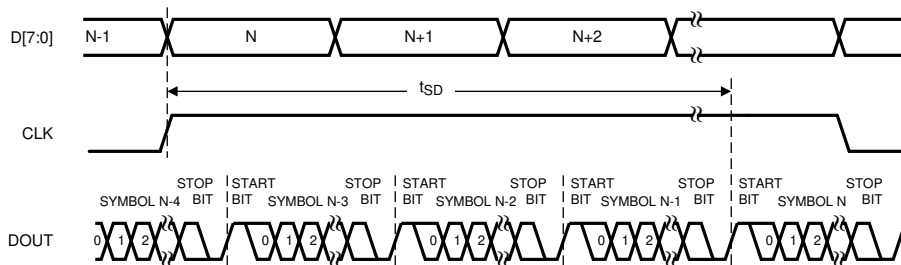 D[7:0] N-1 N N+1 N+2
tSD
CLK
STOP START STOP START STOP START STOP START STOP
BIT BIT BIT BIT BIT BIT BIT BIT BIT
SYMBOL N-4 SYMBOL N-3 SYMBOL N-2 SYMBOL N-1 SYMBOL N
DOUT 0 1 2 0 1 2 0 1 2 0 1 2 0 1 2